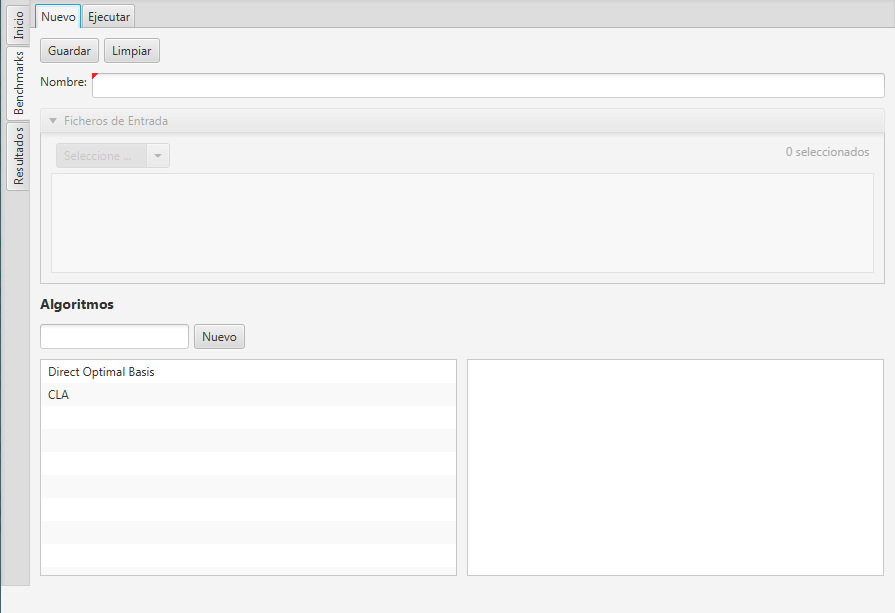 Inicio
Benchmarks
Resultados
Nuevo Ejecutar
Guardar Limpiar
Nombre:
Ficheros de Entrada
Seleccione ...
0 seleccionados
Algoritmos
Nuevo
Direct Optimal Basis
CLA